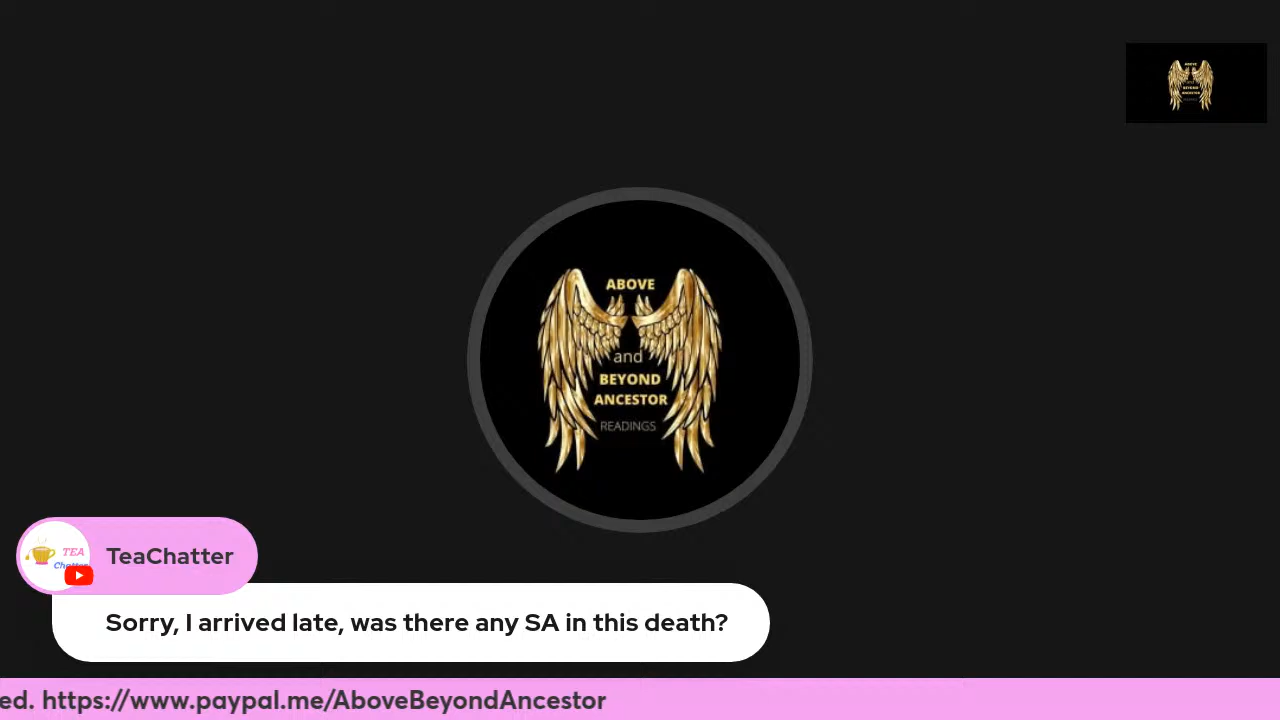 ABOVE
and
BEYOND
ANCESTOR
READINGS
TEA
TeaChatter
Sorry, I arrived late, was there any SA in this death?
ed. https://www.paypal.me/AboveBeyondAncestor